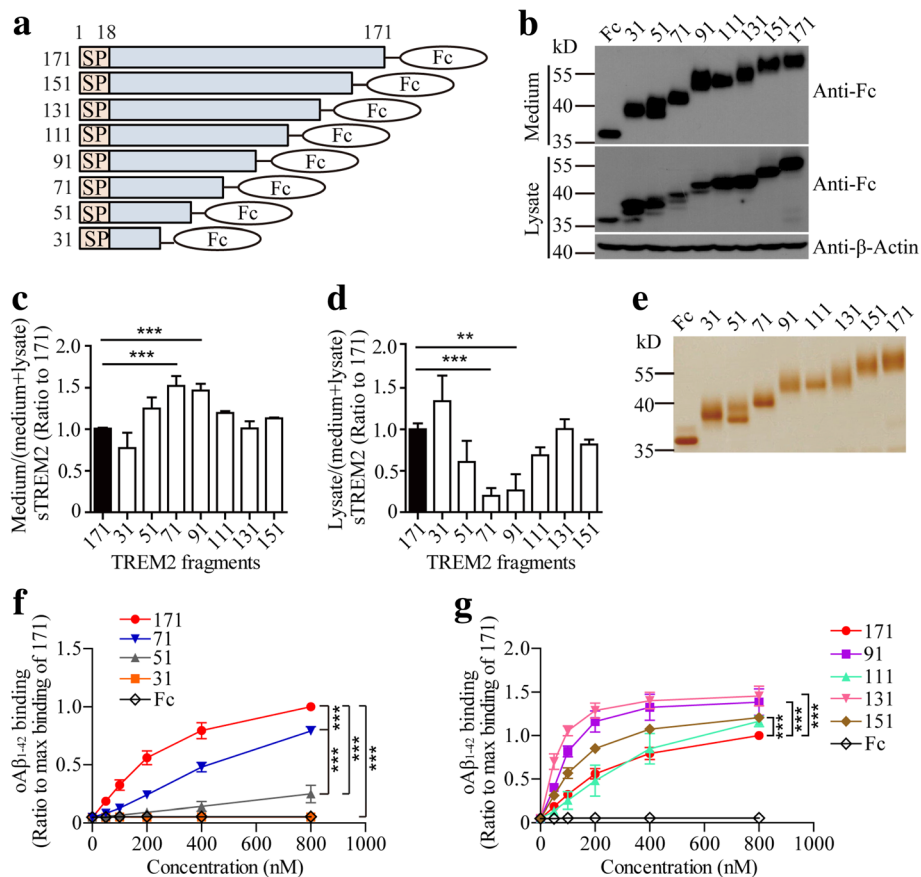 a
1 18 171
171 SP Fc
151 SP Fc
131 SP Fc
111 SP Fc
91 SP Fc
71 SP Fc
51 SP Fc
31 SP Fc
b
Fc 31 51 71 91 111 131 151 171
kD
Medium
55
40
35
Anti-Fc
Lysate
55
40
35
Anti-Fc
40
Anti-β-Actin
c
Medium/(medium+lysate)
sTREM2 (Ratio to 171)
2.0
1.5
1.0
0.5
0
***
***
171 31 51 71 91 111 131 151
TREM2 fragments
d
Lysate/(medium+lysate)
sTREM2 (Ratio to 171)
2.0
1.5
1.0
0.5
0
**
***
171 31 51 71 91 111 131 151
TREM2 fragments
e
Fc 31 51 71 91 111 131 151 171
kD
55
40
35
f
171
71
51
31
Fc
oAβ1-42 binding
(Ratio to max binding of 171)
1.5
1.0
0.5
0.0
***
***
***
***
0 200 400 600 800 1000
Concentration (nM)
g
171
91
111
131
151
Fc
oAβ1-42 binding
(Ratio to max binding of 171)
2.0
1.5
1.0
0.5
0.0
***
***
***
0 200 400 600 800 1000
Concentration (nM)